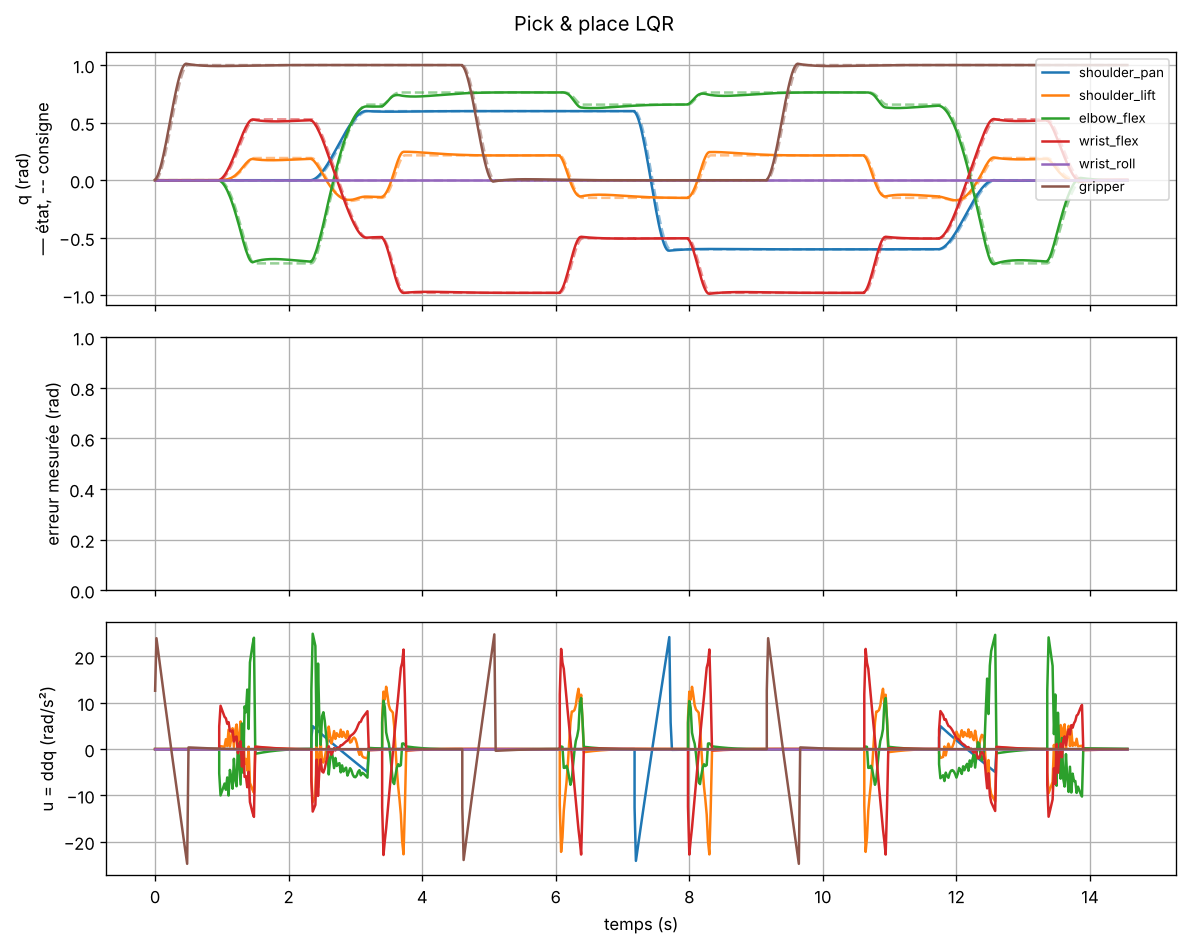 Pick & place LQR
q (rad)
— état, -- consigne
1.0
0.5
0.0
−0.5
−1.0
shoulder_pan
shoulder_lift
elbow_flex
wrist_flex
wrist_roll
gripper
erreur mesurée (rad)
1.0
0.8
0.6
0.4
0.2
0.0
u = ddq (rad/s²)
20
10
0
−10
−20
0 2 4 6 8 10 12 14
temps (s)